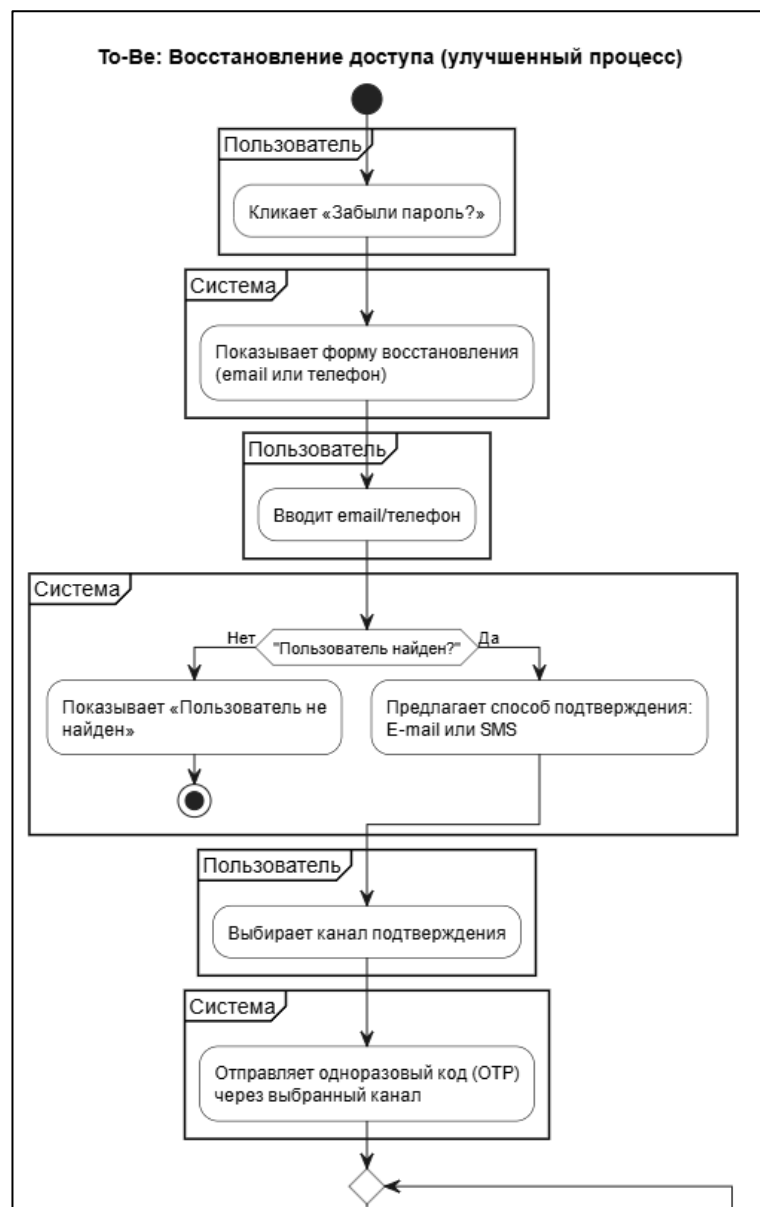 To-Be: Восстановление доступа (улучшенный процесс)
Пользователь
Кликает «Забыли пароль?»
Система
Показывает форму восстановления
(email или телефон)
Пользователь
Вводит email/телефон
Система
Нет
"Пользователь найден?"
Да
Показывает «Пользователь не
найден»
Предлагает способ подтверждения:
E-mail или SMS
Пользователь
Выбирает канал подтверждения
Система
Отправляет одноразовый код (OTP)
через выбранный канал